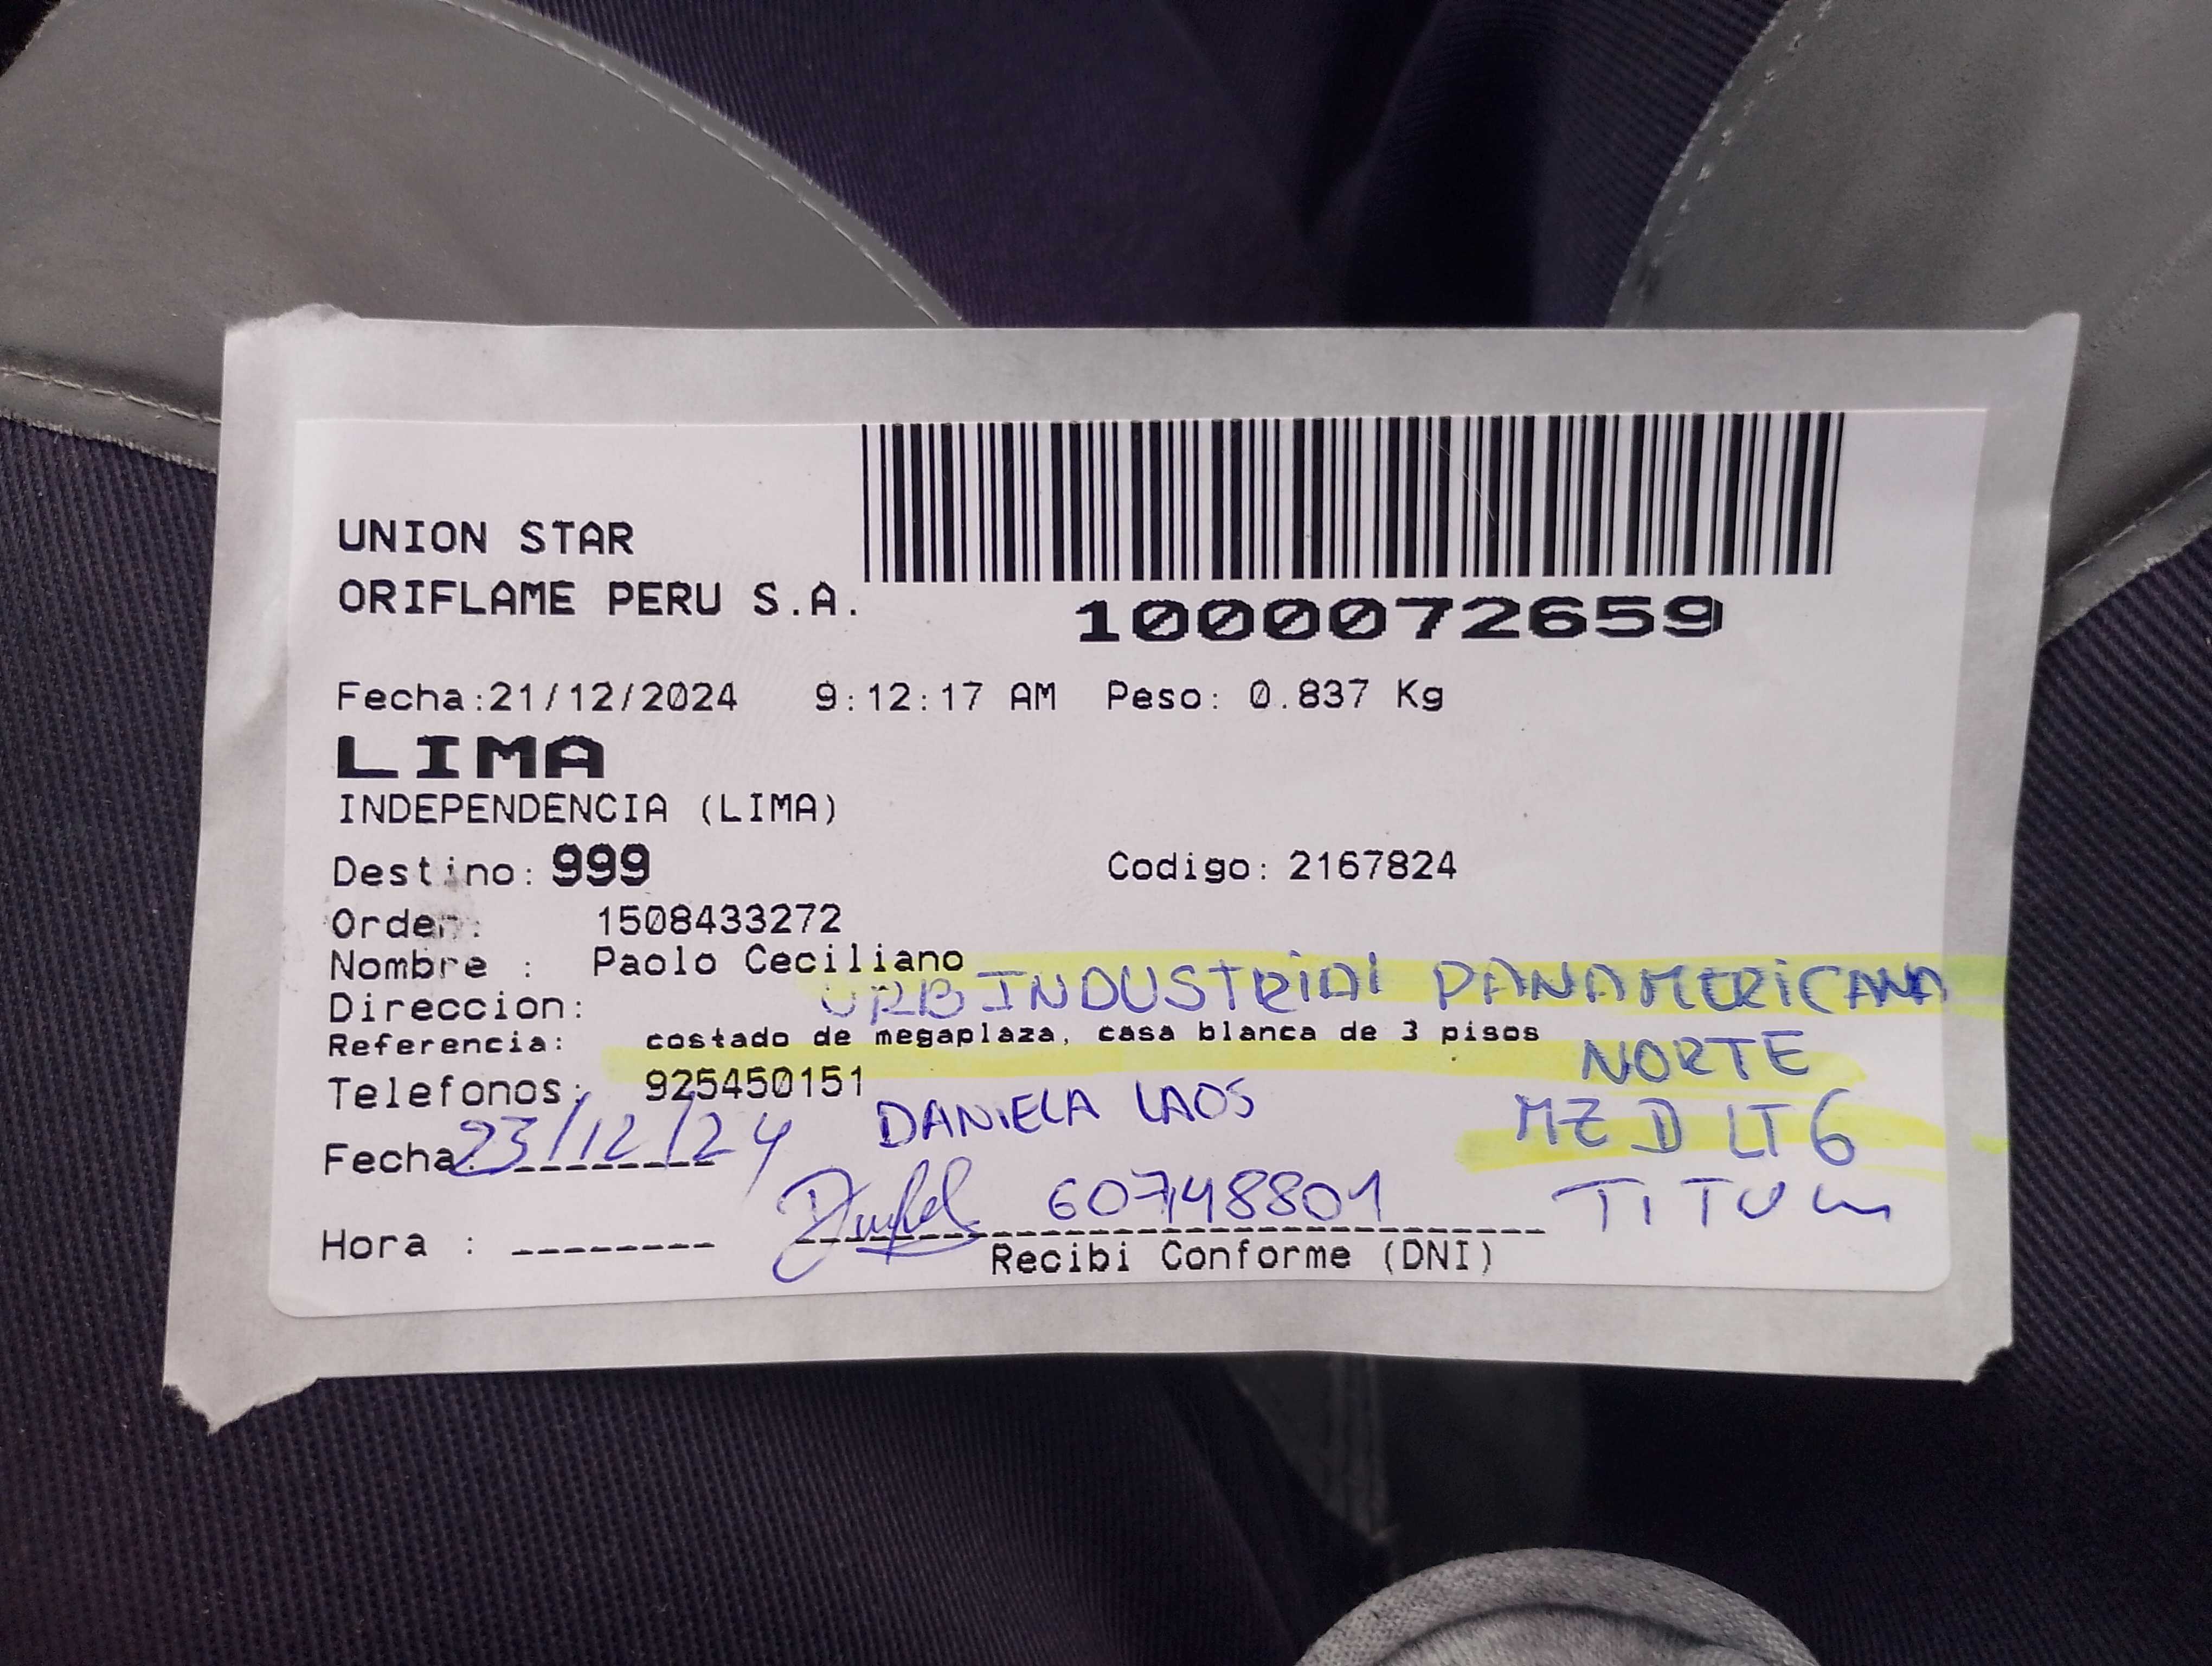 UNION STAR
ORIFLAME PERU S.A.
1000072659
Fecha:21/12/2024 9:12:17 AM Peso: 0.837 Kg
LIMA
INDEPENDENCIA (LIMA)
Destino: 999 Codigo: 2167824
Orden: 1508433272
Nombre : Paolo Ceciliano
Direccion: URB INDUSTRIAl PANAMERICANA
Referencia: costado de megaplaza, casa blanca de 3 pisos
NORTE
Telefonos: 925450151
DANIELA LAOS
MZ D LT 6
Fecha: 23/12/24
60748801
Hora :
Recibi Conforme (DNI)